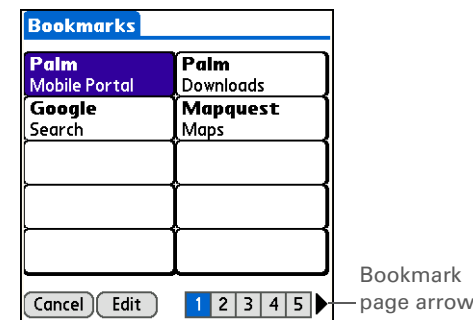 Bookmarks
Palm
Mobile Portal
Palm
Downloads
Google
Search
Mapquest
Maps
Cancel Edit 1 2 3 4 5
Bookmark
page arrow